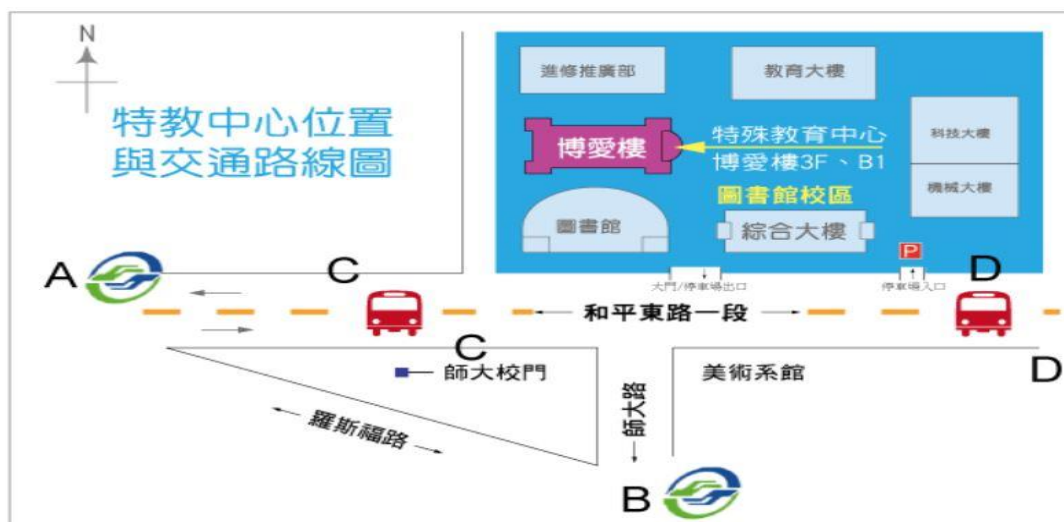 N
特教中心位置
與交通路線圖
進修推廣部
教育大樓
博愛樓
特殊教育中心
博愛樓3F、B1
科技大樓
機械大樓
圖書館校區
圖書館
綜合大樓
P
大門/停車場出口
停車場入口
A
C
D
和平東路一段
C
D
師大校門
美術系館
羅斯福路
師大路
B